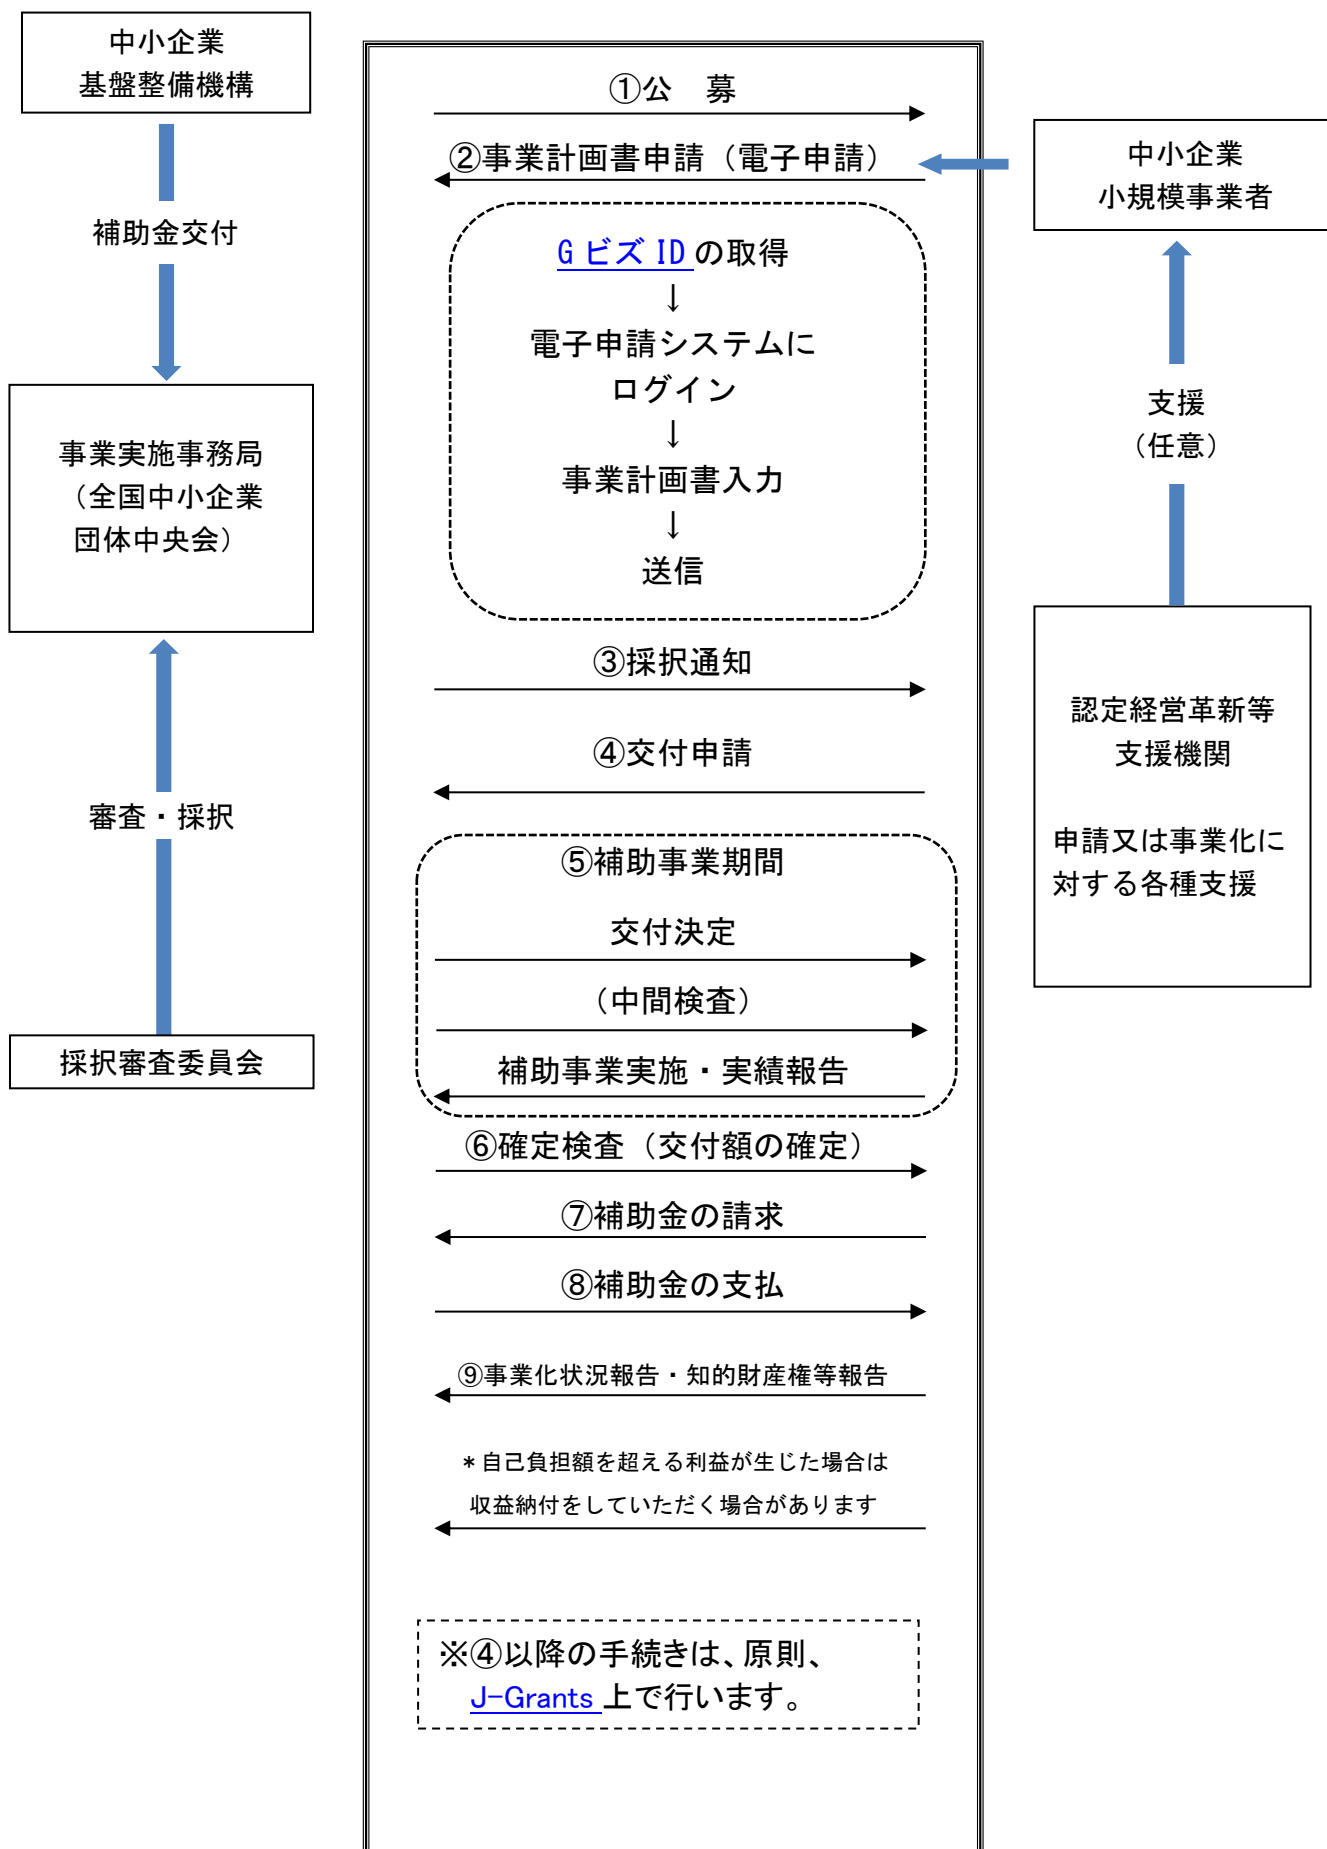 中小企業
基盤整備機構
補助金交付
事業実施事務局
（全国中小企業
団体中央会）
審査・採択
採択審査委員会
①公　募
②事業計画書申請（電子申請）
GビズIDの取得
↓
電子申請システムに
ログイン
↓
事業計画書入力
↓
送信
③採択通知
④交付申請
⑤補助事業期間
交付決定
（中間検査）
補助事業実施・実績報告
⑥確定検査（交付額の確定）
⑦補助金の請求
⑧補助金の支払
⑨事業化状況報告・知的財産権等報告
＊自己負担額を超える利益が生じた場合は
収益納付をしていただく場合があります
※④以降の手続きは、原則、
J-Grants 上で行います。
中小企業
小規模事業者
支援
（任意）
認定経営革新等
支援機関
申請又は事業化に
対する各種支援